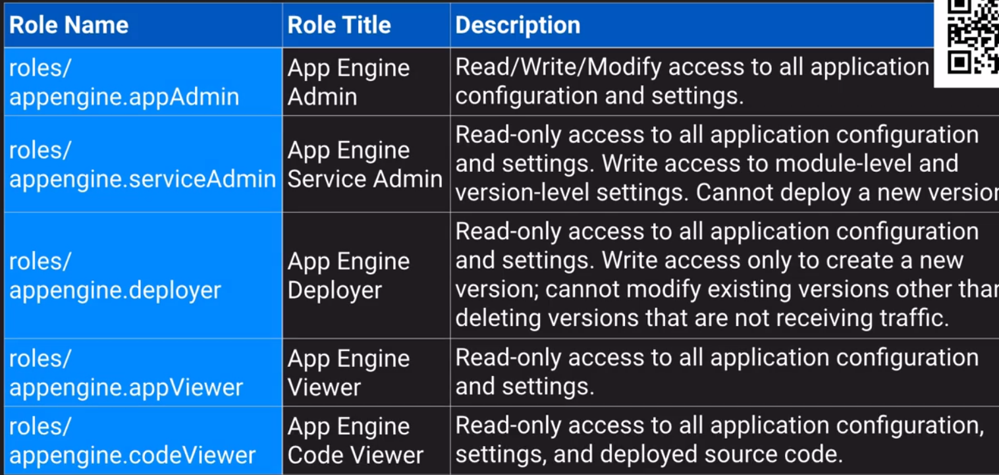 Role Name
Role Title
Description
roles/
appengine.appAdmin
App Engine
Admin
Read/Write/Modify access to all application
configuration and settings.
roles/
appengine.serviceAdmin
App Engine
Service Admin
Read-only access to all application configuration
and settings. Write access to module-level and
version-level settings. Cannot deploy a new version
roles/
appengine.deployer
App Engine
Deployer
Read-only access to all application configuration
and settings. Write access only to create a new
version; cannot modify existing versions other than
deleting versions that are not receiving traffic.
roles/
appengine.appViewer
App Engine
Viewer
Read-only access to all application configuration
and settings.
roles/
appengine.codeViewer
App Engine
Code Viewer
Read-only access to all application configuration,
settings, and deployed source code.